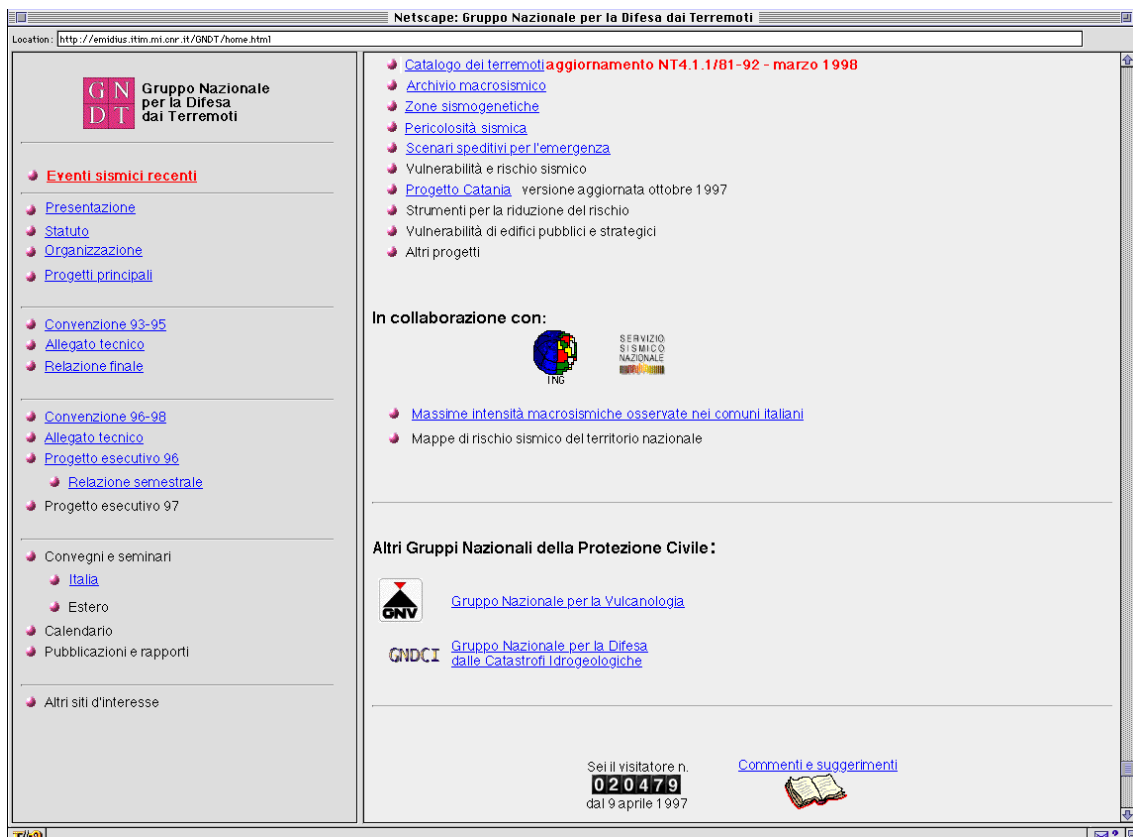 Netscape: Gruppo Nazionale per la Difesa dai Terremoti
Location: http://emidius.itim.mi.cnr.it/GNDT/home.html
G N
D T
Gruppo Nazionale
per la Difesa
dai Terremoti
Eventi sismici recenti
Presentazione
Statuto
Organizzazione
Progetti principali
Convenzione 93-95
Allegato tecnico
Relazione finale
Convenzione 96-98
Allegato tecnico
Progetto esecutivo 96
Relazione semestrale
Progetto esecutivo 97
Convegni e seminari
Italia
Estero
Calendario
Pubblicazioni e rapporti
Altri siti d'interesse
Catalogo dei terremoti aggiornamento NT4.1.1/81-92 - marzo 1998
Archivio macrosismico
Zone sismogenetiche
Pericolosità sismica
Scenari speditivi per l'emergenza
Vulnerabilità e rischio sismico
Progetto Catania versione aggiornata ottobre 1997
Strumenti per la riduzione del rischio
Vulnerabilità di edifici pubblici e strategici
Altri progetti
In collaborazione con:
ING
SERVIZIO
SISMICO
NAZIONALE
Massime intensità macrosismiche osservate nei comuni italiani
Mappe di rischio sismico del territorio nazionale
Altri Gruppi Nazionali della Protezione Civile:
GNV
Gruppo Nazionale per la Vulcanologia
GNDCI
Gruppo Nazionale per la Difesa
dalle Catastrofi Idrogeologiche
Sei il visitatore n.
020479
dal 9 aprile 1997
Commenti e suggerimenti